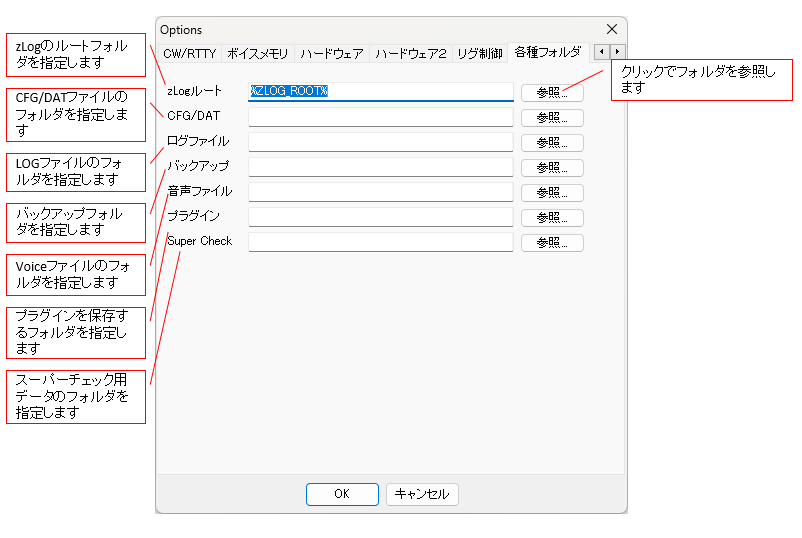 Options
CW/RTTY ボイスメモリ ハードウェア ハードウェア2 リグ制御 各種フォルダ
zLogのルートフォル
ダを指定します
CFG/DATファイルの
フォルダを指定しま
す
LOGファイルのフォ
ルダを指定します
バックアップフォル
ダを指定します
Voiceファイルのフォ
ルダを指定します
プラグインを保存す
るフォルダを指定し
ます
スーパーチェック用
データのフォルダを
指定します
zLogルート %ZLOG_ROOT% 参照...
CFG/DAT 参照...
ログファイル 参照...
バックアップ 参照...
音声ファイル 参照...
プラグイン 参照...
Super Check 参照...
クリックでフォルダを参照し
ます
OK キャンセル